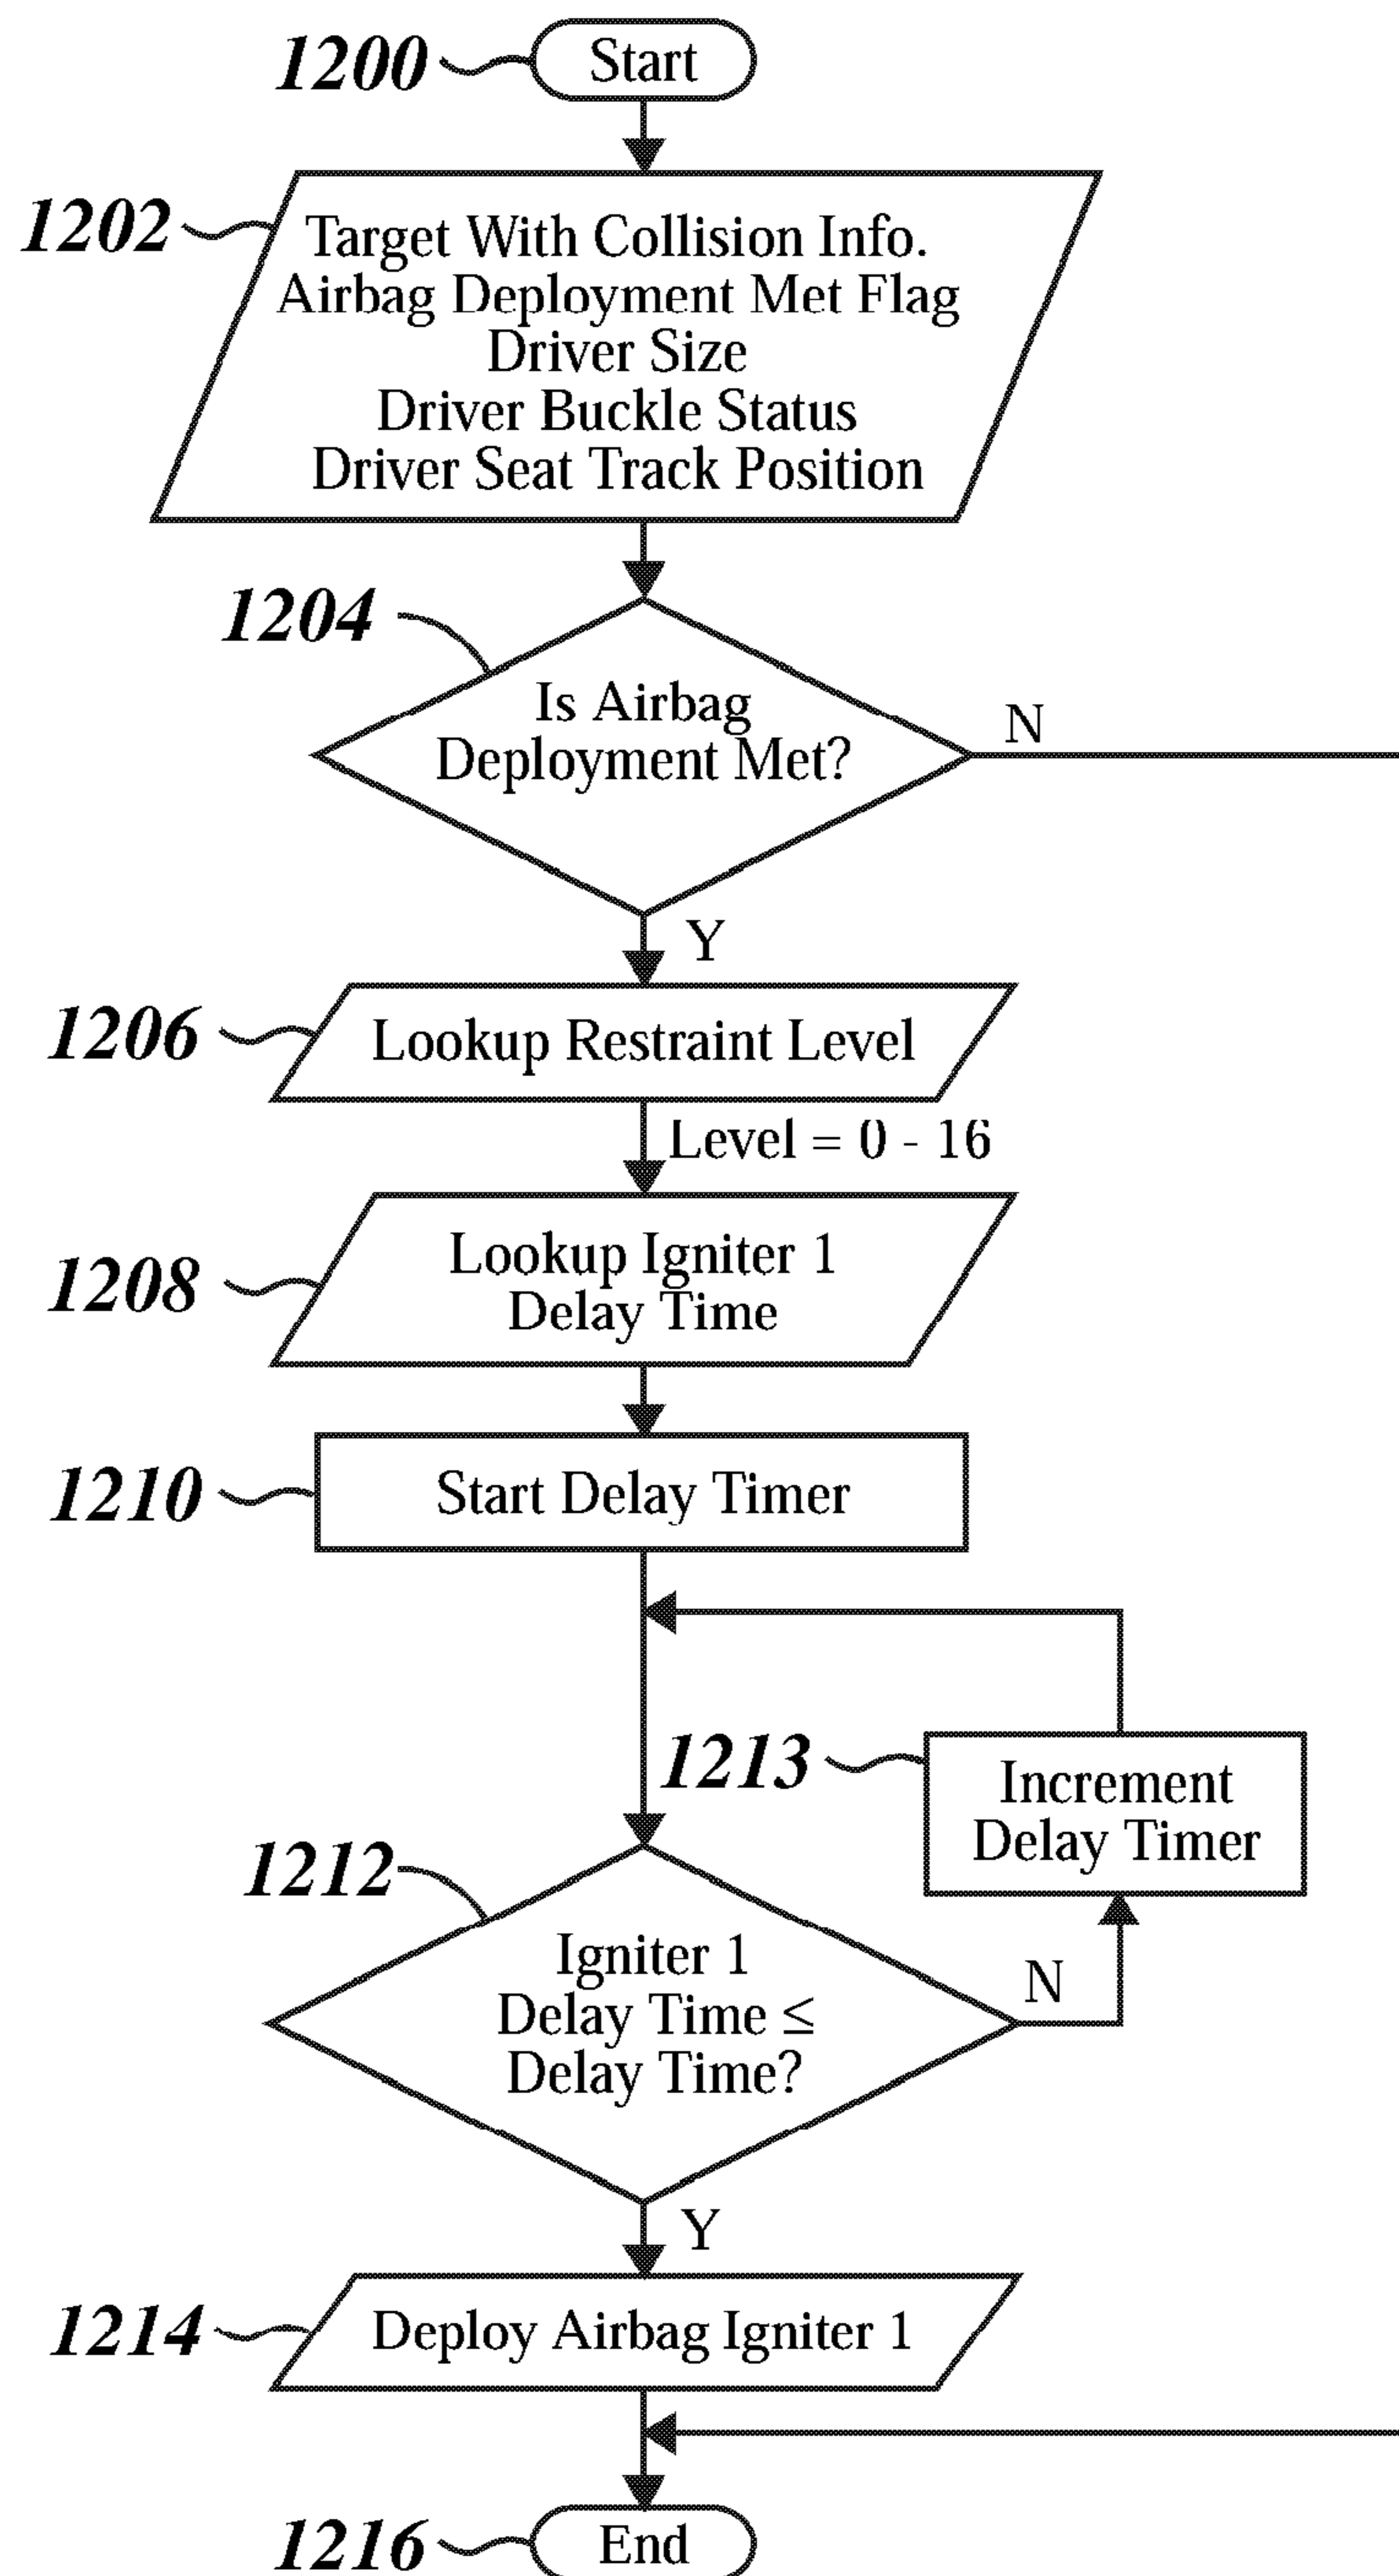 1200
Start
1202
Target With Collision Info.
Airbag Deployment Met Flag
Driver Size
Driver Buckle Status
Driver Seat Track Position
1204
Is Airbag
Deployment Met?
N
Y
1206
Lookup Restraint Level
Level = 0 - 16
1208
Lookup Igniter 1
Delay Time
1210
Start Delay Timer
1213
Increment
Delay Timer
1212
Igniter 1
Delay Time ≤
Delay Time?
N
Y
1214
Deploy Airbag Igniter 1
1216
End